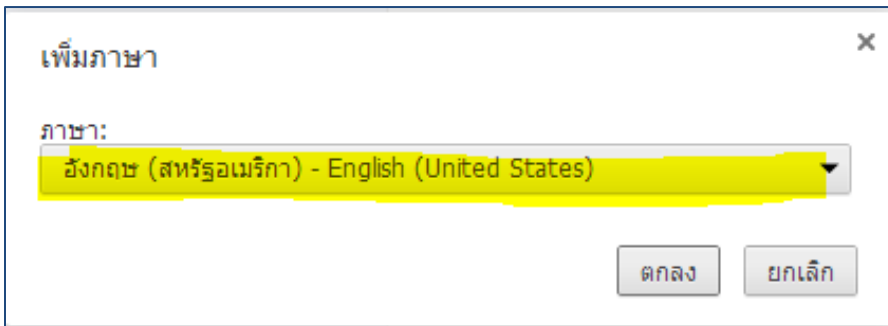 เพิ่มภาษา
ภาษา:
อังกฤษ (สหรัฐอเมริกา) - English (United States)
ตกลง ยกเลิก